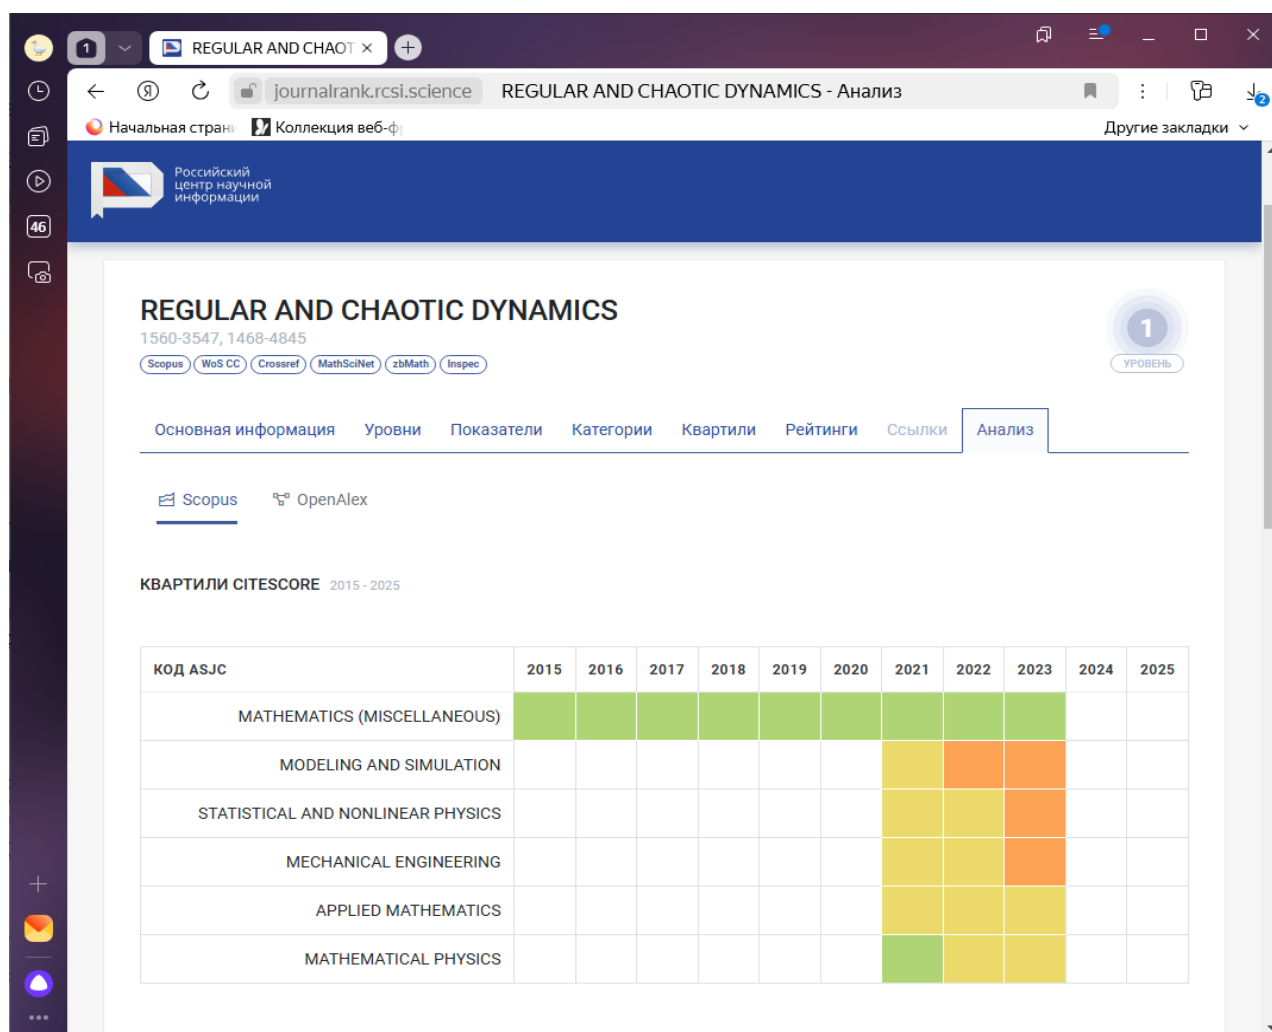 1
REGULAR AND CHAOT
journalrank.rcsi.science REGULAR AND CHAOTIC DYNAMICS - Анализ
2
Начальная стран
Коллекция веб-ф
Другие закладки
46
Российский
центр научной
информации
REGULAR AND CHAOTIC DYNAMICS
1560-3547, 1468-4845
Scopus WoS CC Crossref MathSciNet zbMath Inspec
1
УРОВЕНЬ
Основная информация Уровни Показатели Категории Квартили Рейтинги Ссылки Анализ
Scopus OpenAlex
КВАРТИЛИ CITESCORE 2015 - 2025
КОД ASJC 2015 2016 2017 2018 2019 2020 2021 2022 2023 2024 2025
MATHEMATICS (MISCELLANEOUS)
MODELING AND SIMULATION
STATISTICAL AND NONLINEAR PHYSICS
MECHANICAL ENGINEERING
APPLIED MATHEMATICS
MATHEMATICAL PHYSICS